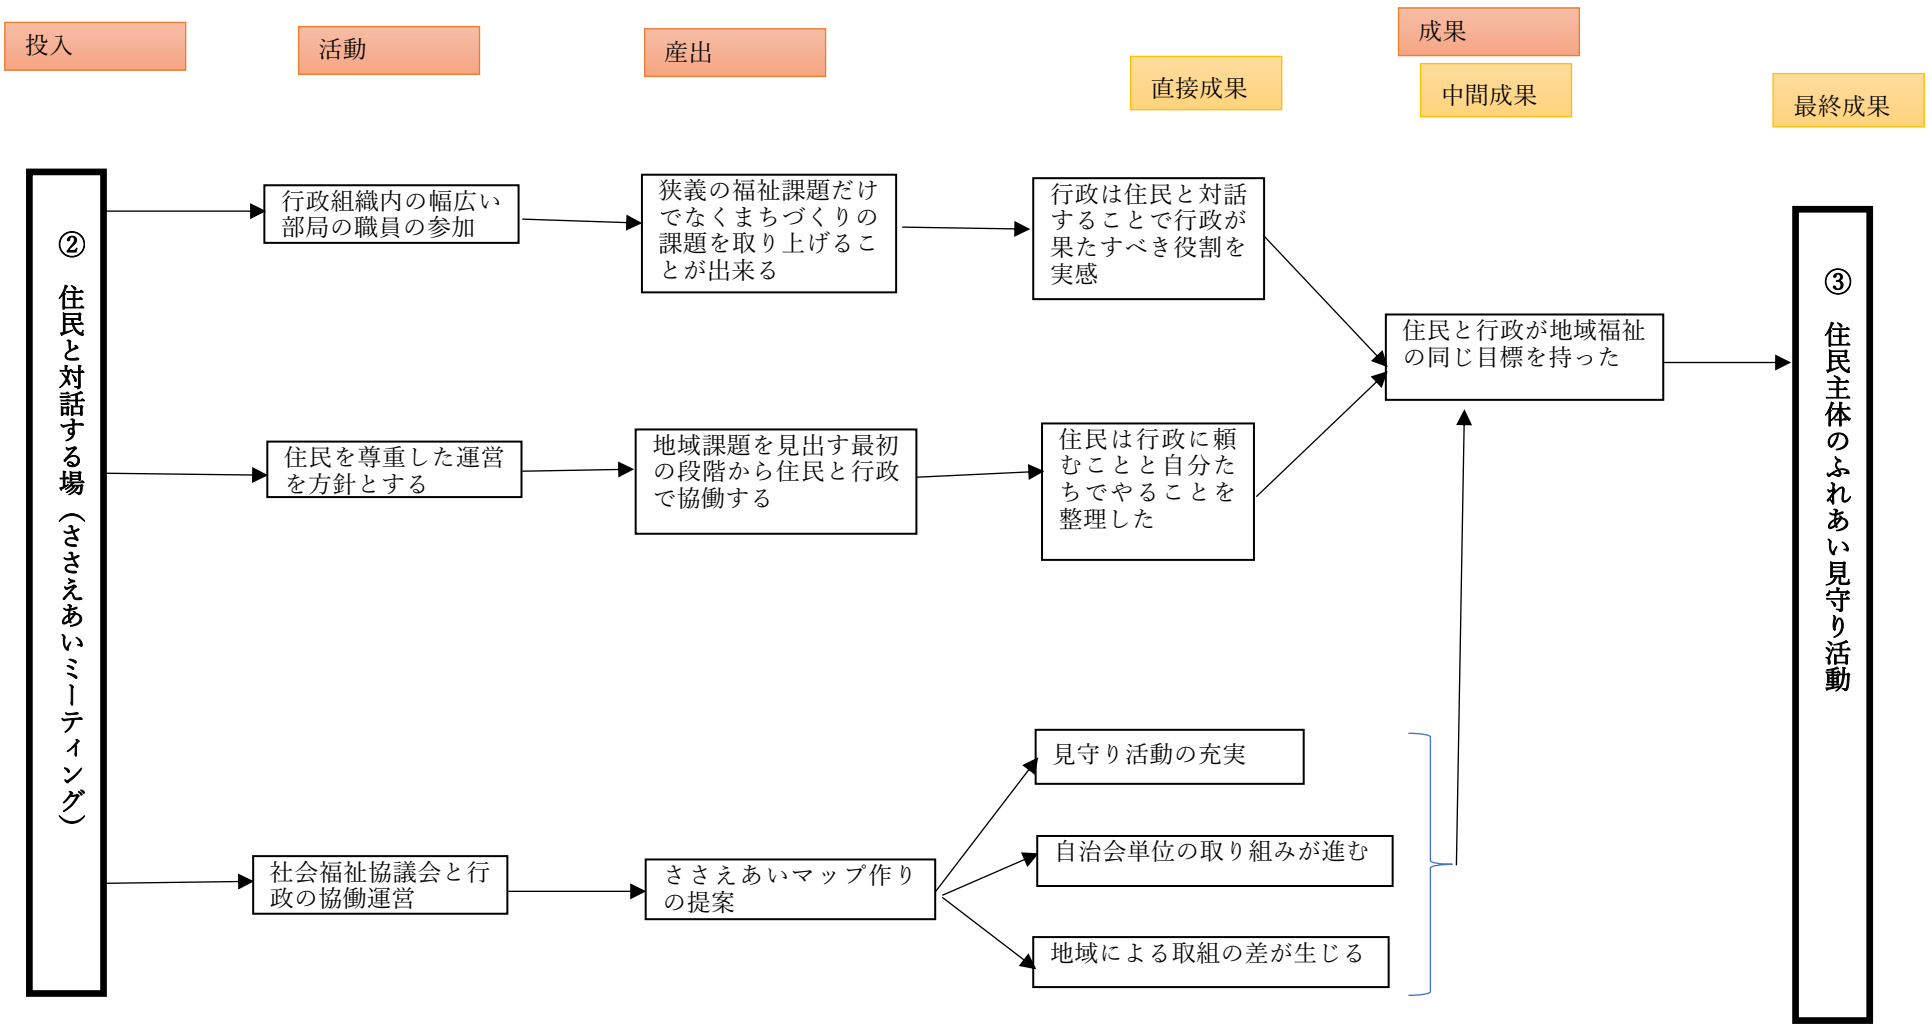 投入
活動
産出
成果
直接成果
中間成果
最終成果
② 住民と対話する場（ささえあいミーティング）
行政組織内の幅広い
部局の職員の参加
狭義の福祉課題だけ
でなくまちづくりの
課題を取り上げるこ
とが出来る
行政は住民と対話
することで行政が
果たすべき役割を
実感
住民と行政が地域福祉
の同じ目標を持った
③ 住民主体のふれあい見守り活動
住民を尊重した運営
を方針とする
地域課題を見出す最初
の段階から住民と行政
で協働する
住民は行政に頼
むことと自分た
ちでやることを
整理した
社会福祉協議会と行
政の協働運営
ささえあいマップ作り
の提案
見守り活動の充実
自治会単位の取り組みが進む
地域による取組の差が生じる